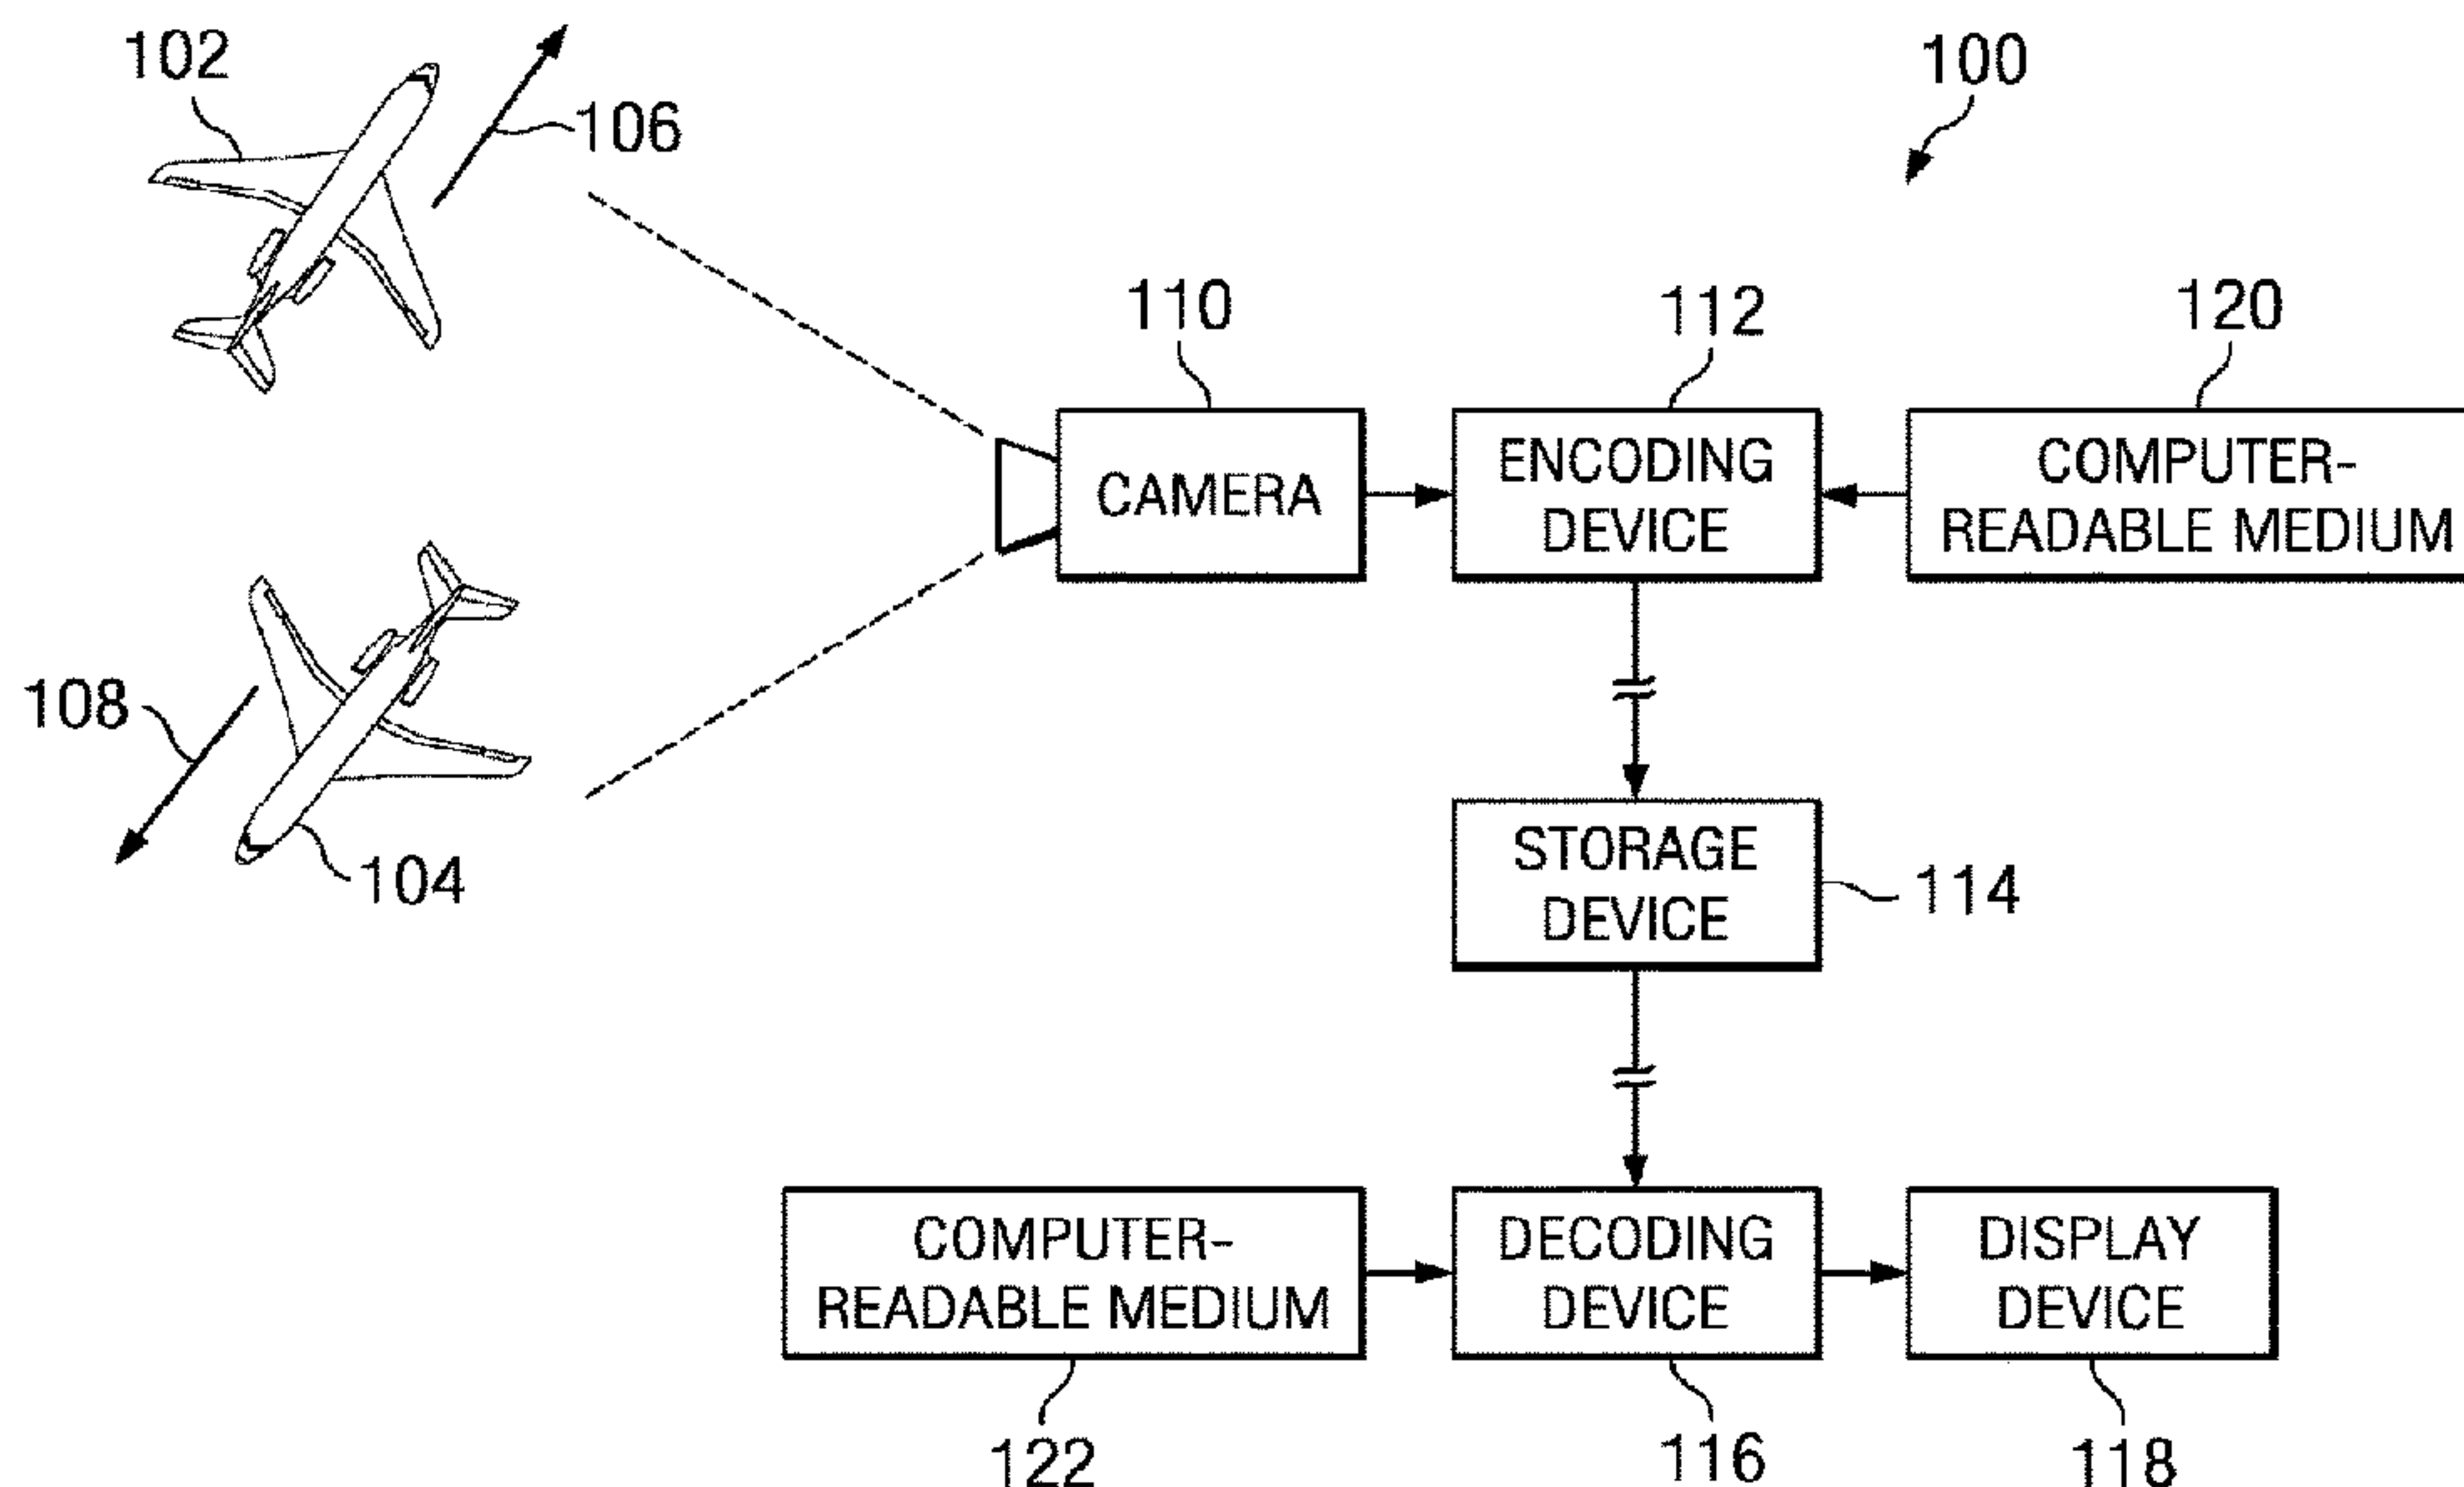 102
106
100
110
112
120
CAMERA
ENCODING
DEVICE
COMPUTER-
READABLE MEDIUM
108
104
STORAGE
DEVICE
114
COMPUTER-
READABLE MEDIUM
DECODING
DEVICE
DISPLAY
DEVICE
122
116
118